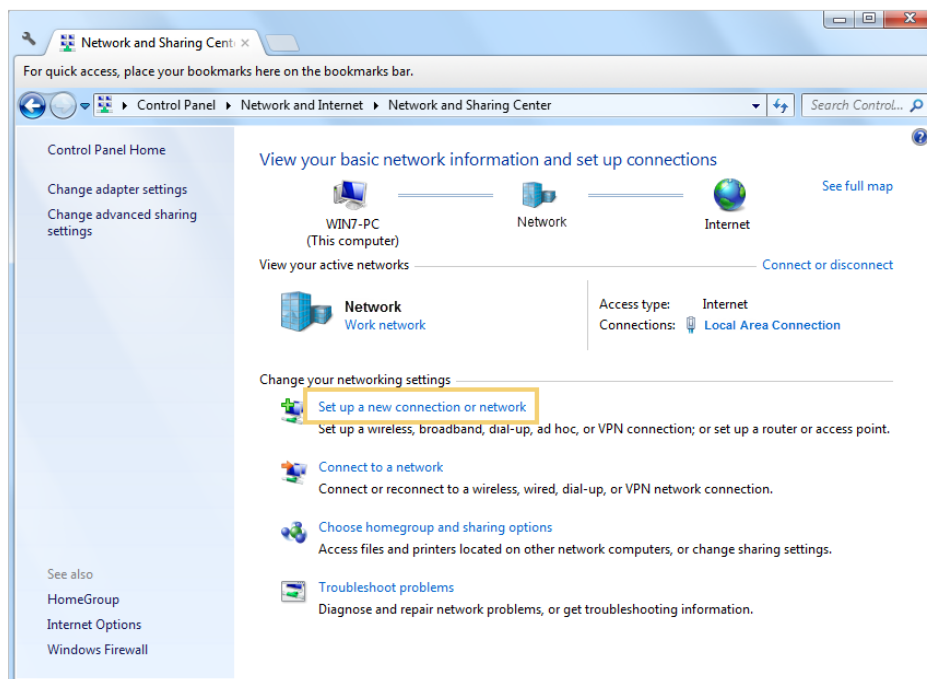 Network and Sharing Cent
For quick access, place your bookmarks here on the bookmarks bar.
Control Panel Network and Internet Network and Sharing Center Search Control...
Control Panel Home
Change adapter settings
Change advanced sharing
settings
View your basic network information and set up connections
See full map
WIN7-PC
(This computer)
Network
Internet
View your active networks
Connect or disconnect
Network
Work network
Access type: Internet
Connections: Local Area Connection
Change your networking settings
Set up a new connection or network
Set up a wireless, broadband, dial-up, ad hoc, or VPN connection; or set up a router or access point.
Connect to a network
Connect or reconnect to a wireless, wired, dial-up, or VPN network connection.
Choose homegroup and sharing options
Access files and printers located on other network computers, or change sharing settings.
Troubleshoot problems
Diagnose and repair network problems, or get troubleshooting information.
See also
HomeGroup
Internet Options
Windows Firewall